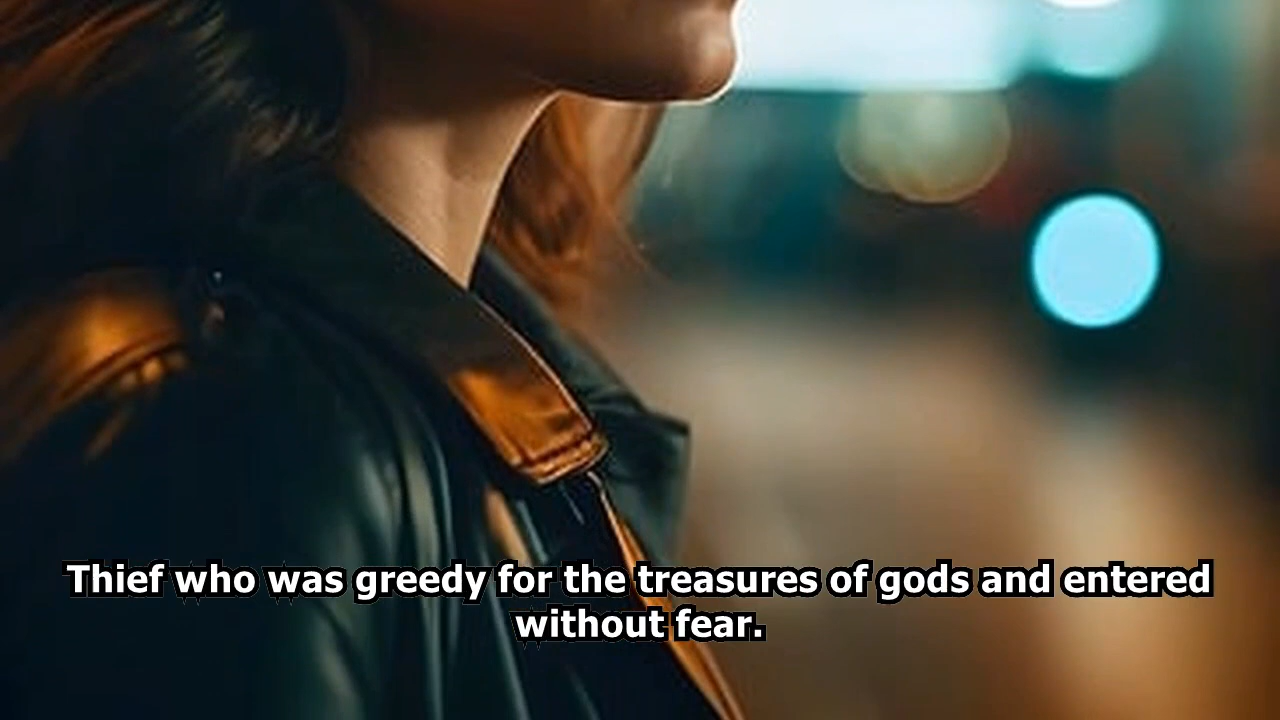 Thief who was greedy for the treasures of gods and entered
without fear.